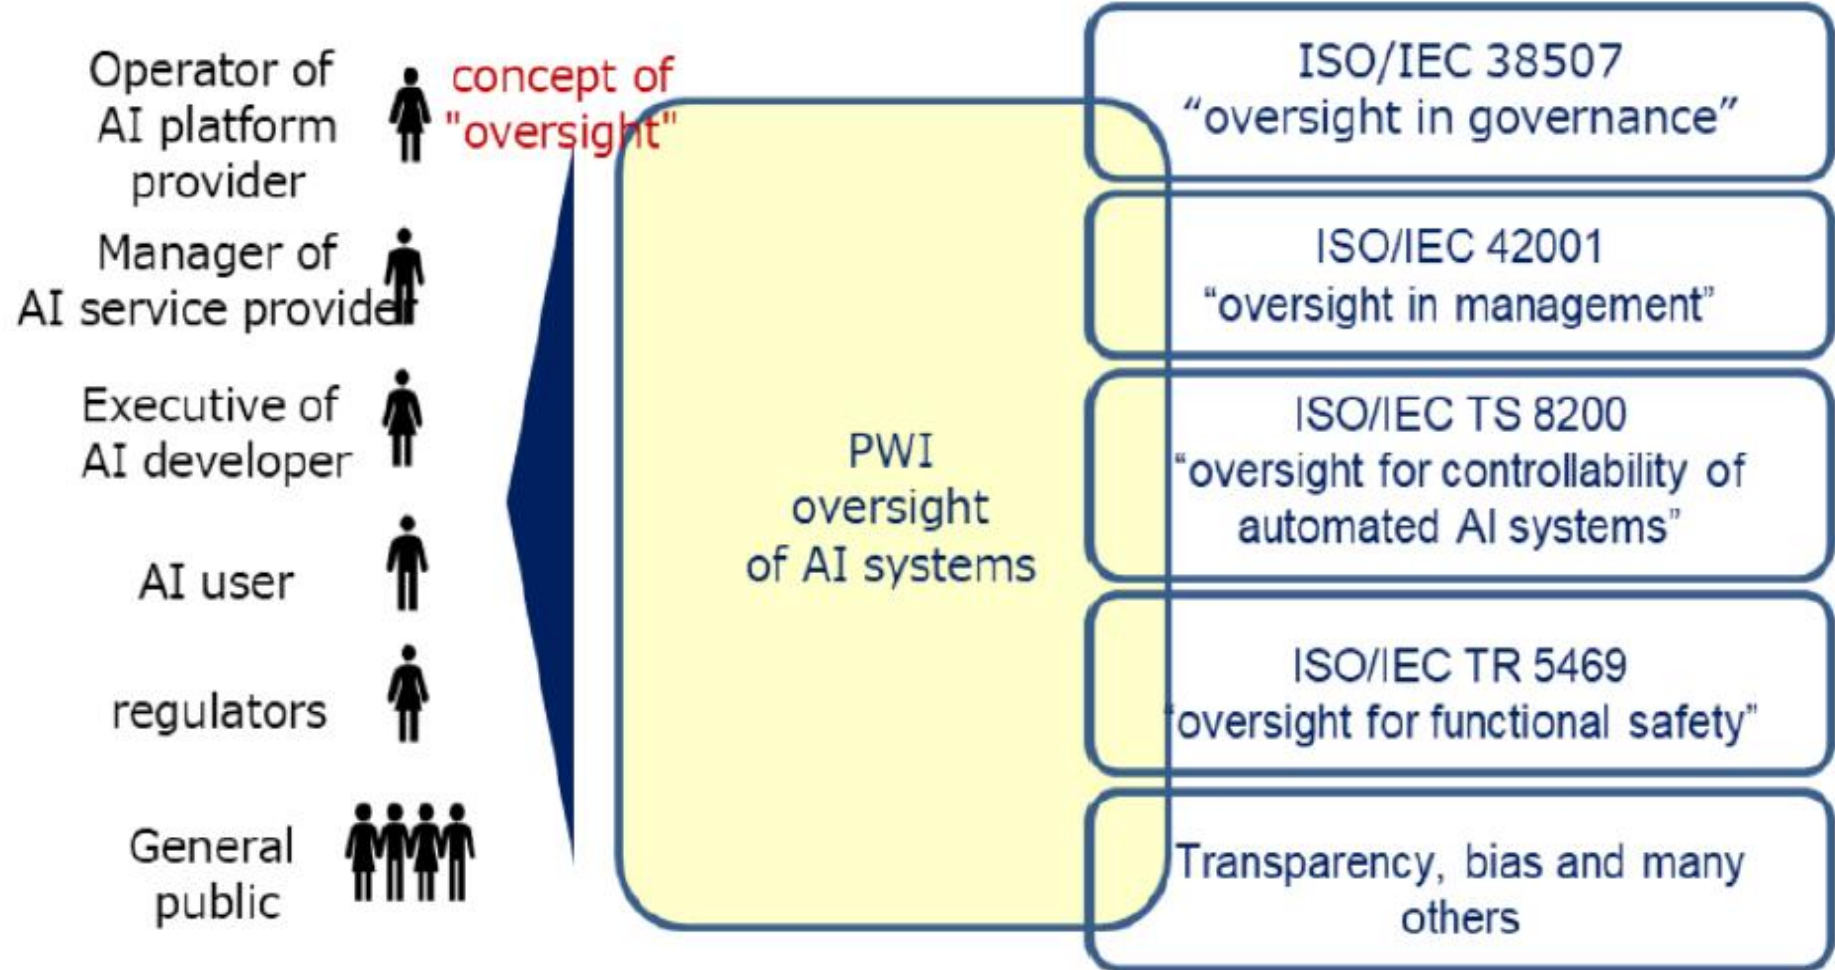 Operator of
AI platform
provider
Manager of
AI service provider
Executive of
AI developer
AI user
regulators
General
public
concept of
"oversight"
PWI
oversight
of AI systems
ISO/IEC 38507
“oversight in governance”
ISO/IEC 42001
“oversight in management”
ISO/IEC TS 8200
“oversight for controllability of
automated AI systems”
ISO/IEC TR 5469
“oversight for functional safety”
Transparency, bias and many
others